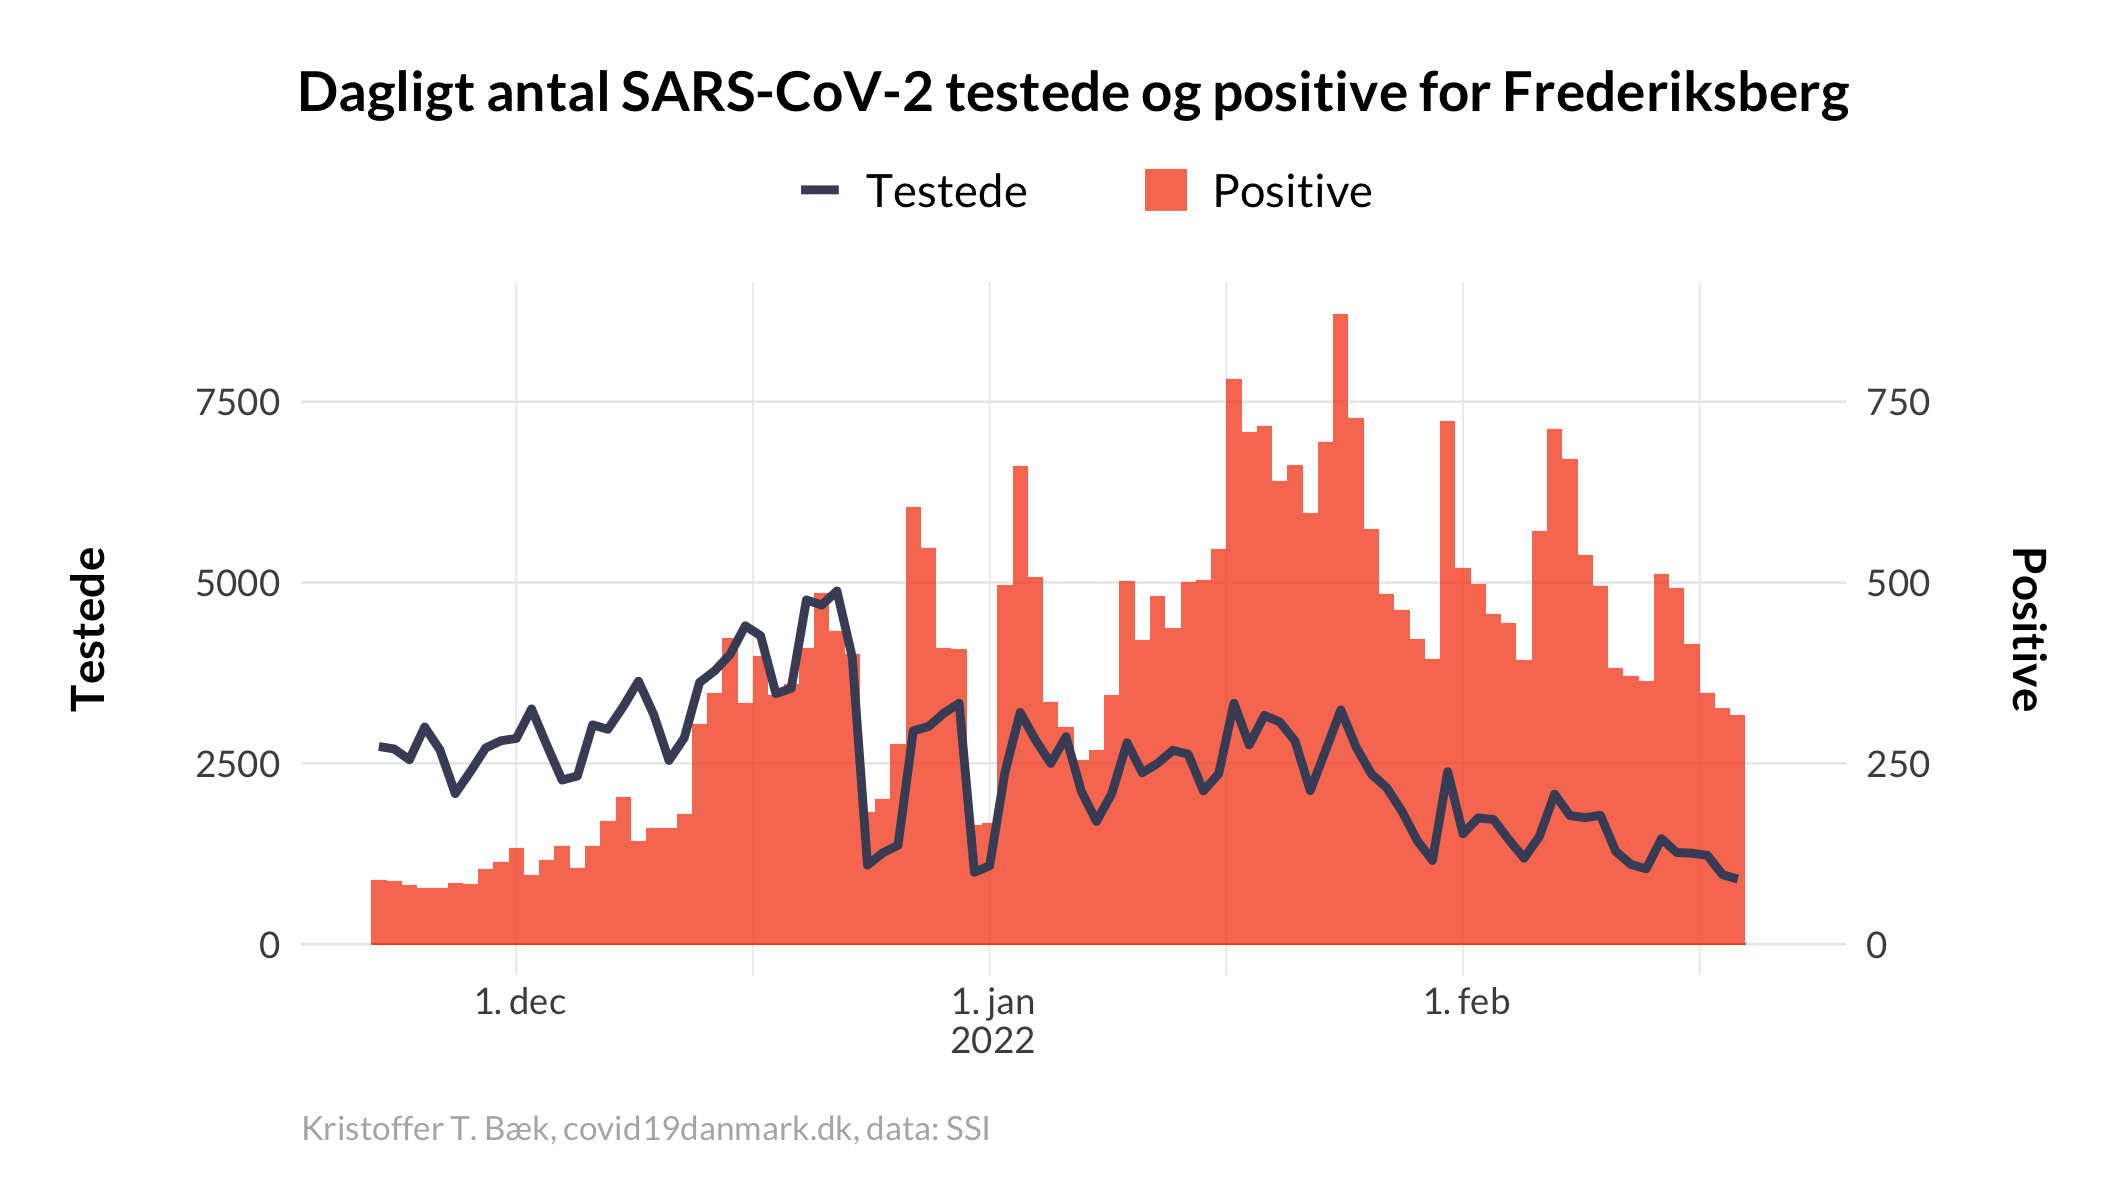 Dagligt antal SARS-CoV-2 testede og positive for Frederiksberg
Testede
Positive
7500
5000
2500
0
Testede
750
500
250
0
Positive
1. dec
1. jan
2022
1. feb
Kristoffer T. Bæk, covid19danmark.dk, data: SSI